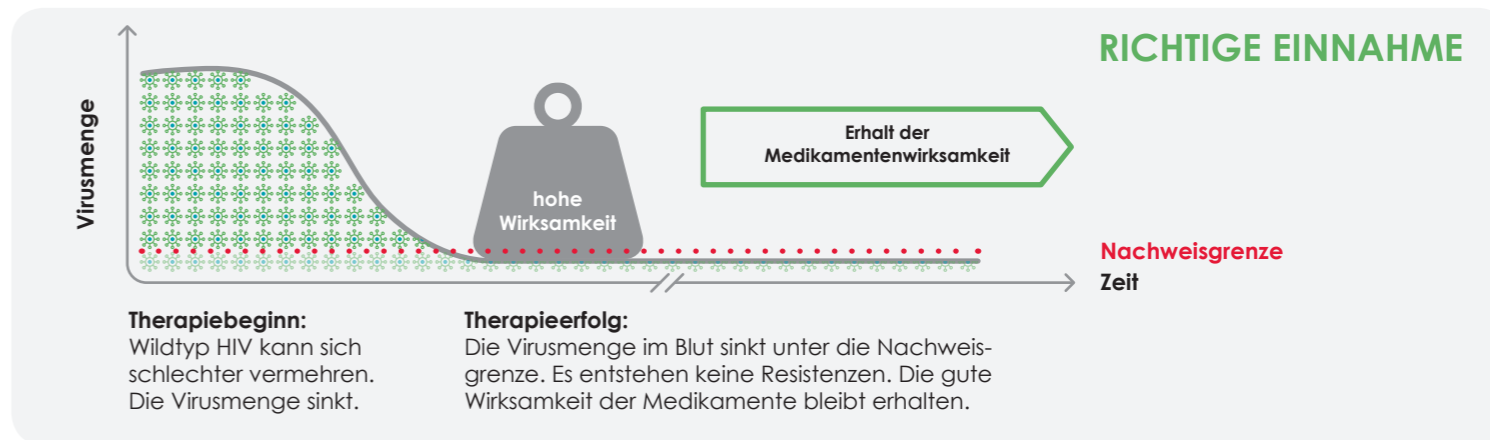 RICHTIGE EINNAHME
Virusmenge
hohe
Wirksamkeit
Erhalt der
Medikamentenwirksamkeit
Nachweisgrenze
Zeit
Therapiebeginn:
Wildtyp HIV kann sich
schlechter vermehren.
Die Virusmenge sinkt.
Therapieerfolg:
Die Virusmenge im Blut sinkt unter die Nachweis-
grenze. Es entstehen keine Resistenzen. Die gute
Wirksamkeit der Medikamente bleibt erhalten.